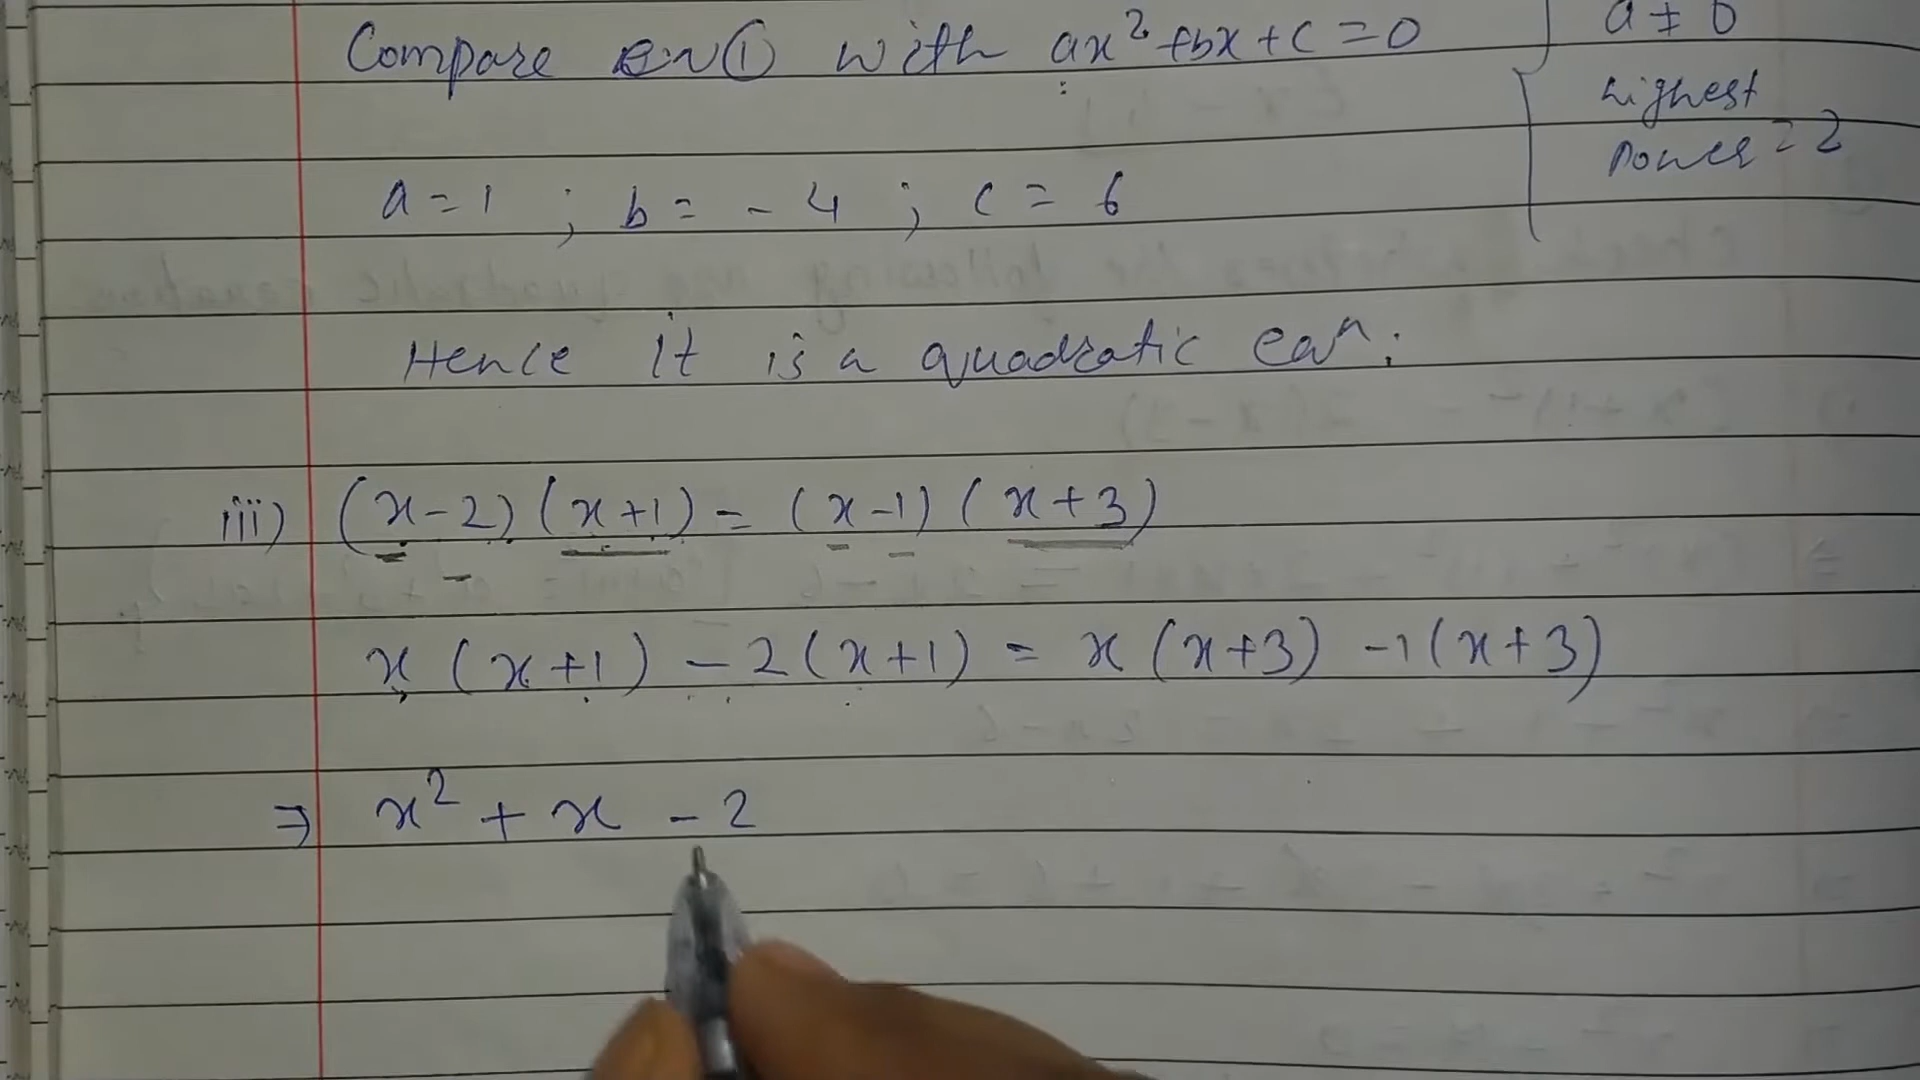 Compare eqn ① with ax² + bx + c = 0
a ≠ 0
highest
power = 2
a = 1 ; b = - 4 ; c = 6
Hence it is a quadratic eqn.
iii) (x-2) (x+1) = (x-1) (x+3)
x (x+1) - 2 (x+1) = x (x+3) -1 (x+3)
⇒ x² + x - 2